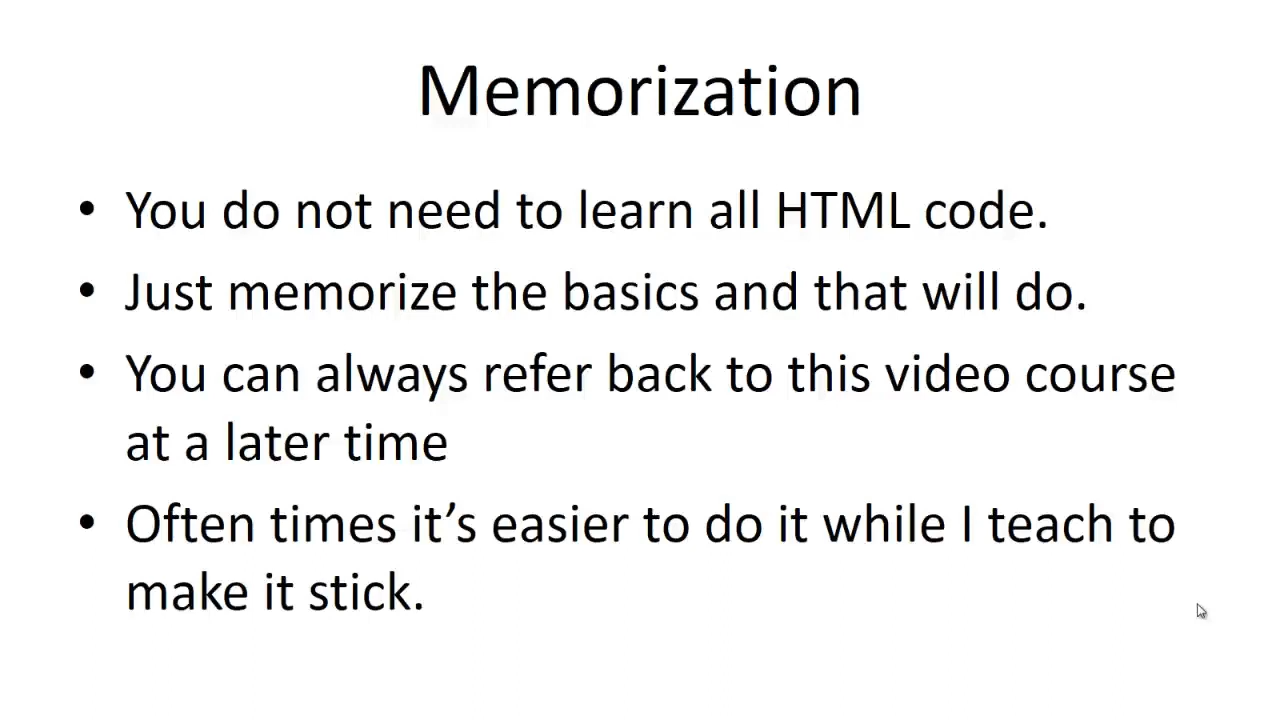 Memorization
• You do not need to learn all HTML code.
• Just memorize the basics and that will do.
• You can always refer back to this video course
at a later time
• Often times it’s easier to do it while I teach to
make it stick.